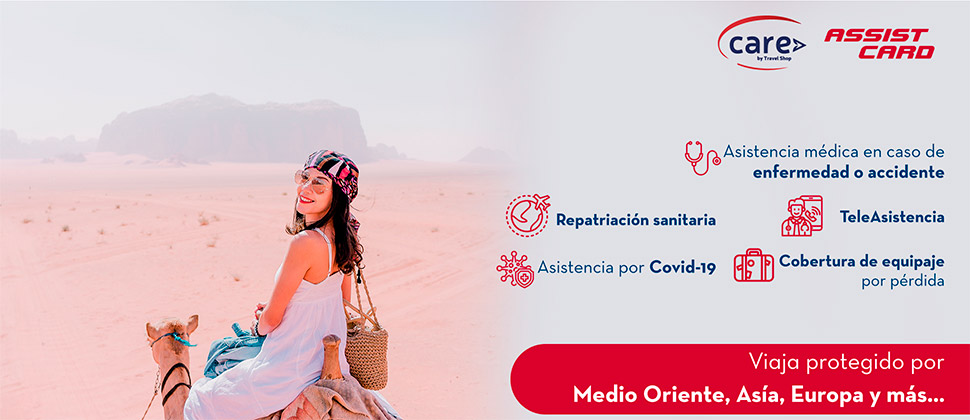 care
by Travel Shop
ASSIST
CARD
Asistencia médica en caso de
enfermedad o accidente
Repatriación sanitaria
TeleAsistencia
Asistencia por Covid-19
Cobertura de equipaje
por pérdida
Viaja protegido por
Medio Oriente, Asía, Europa y más...